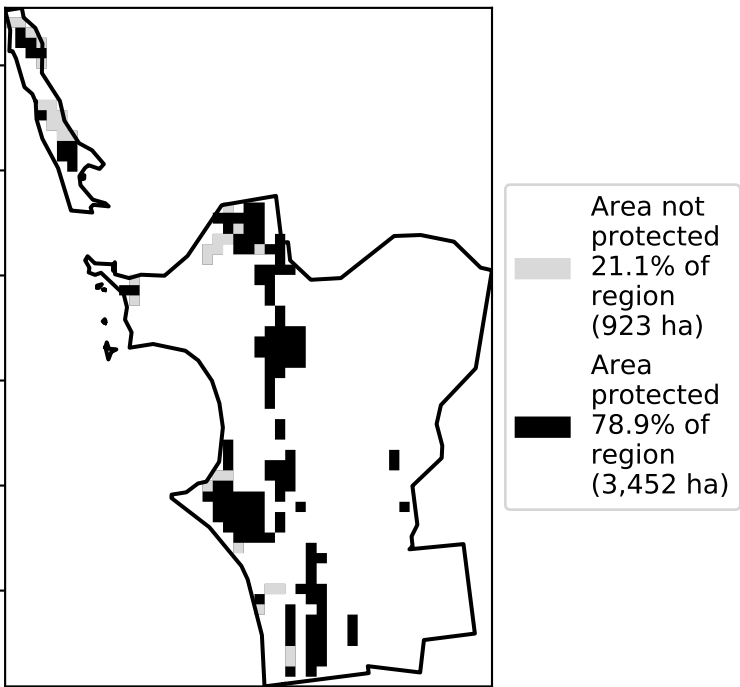 Area not
protected
21.1% of
region
(923 ha)
Area
protected
78.9% of
region
(3,452 ha)